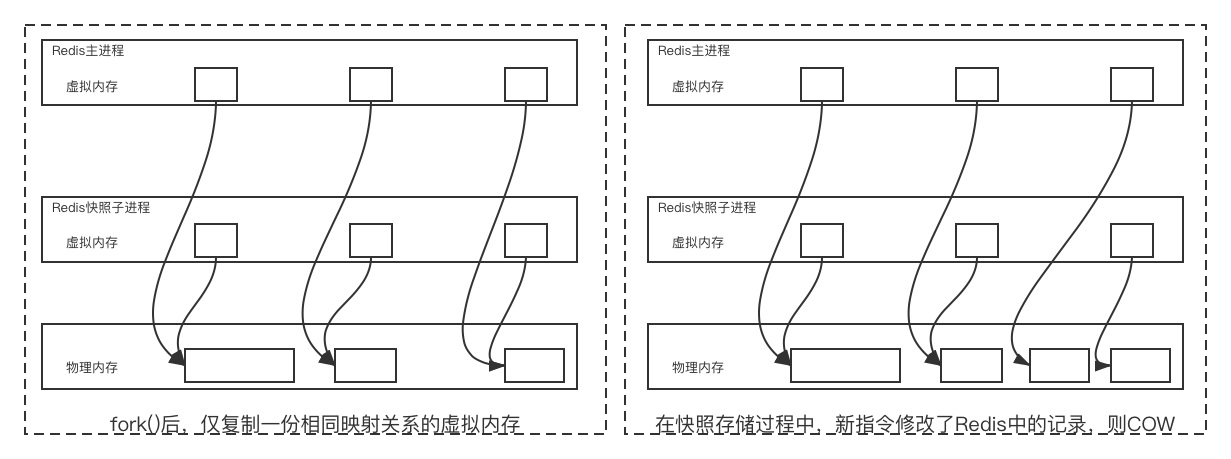 Redis主进程
虚拟内存
Redis快照子进程
虚拟内存
物理内存
fork()后，仅复制一份相同映射关系的虚拟内存
Redis主进程
虚拟内存
Redis快照子进程
虚拟内存
物理内存
在快照存储过程中，新指令修改了Redis中的记录，则COW